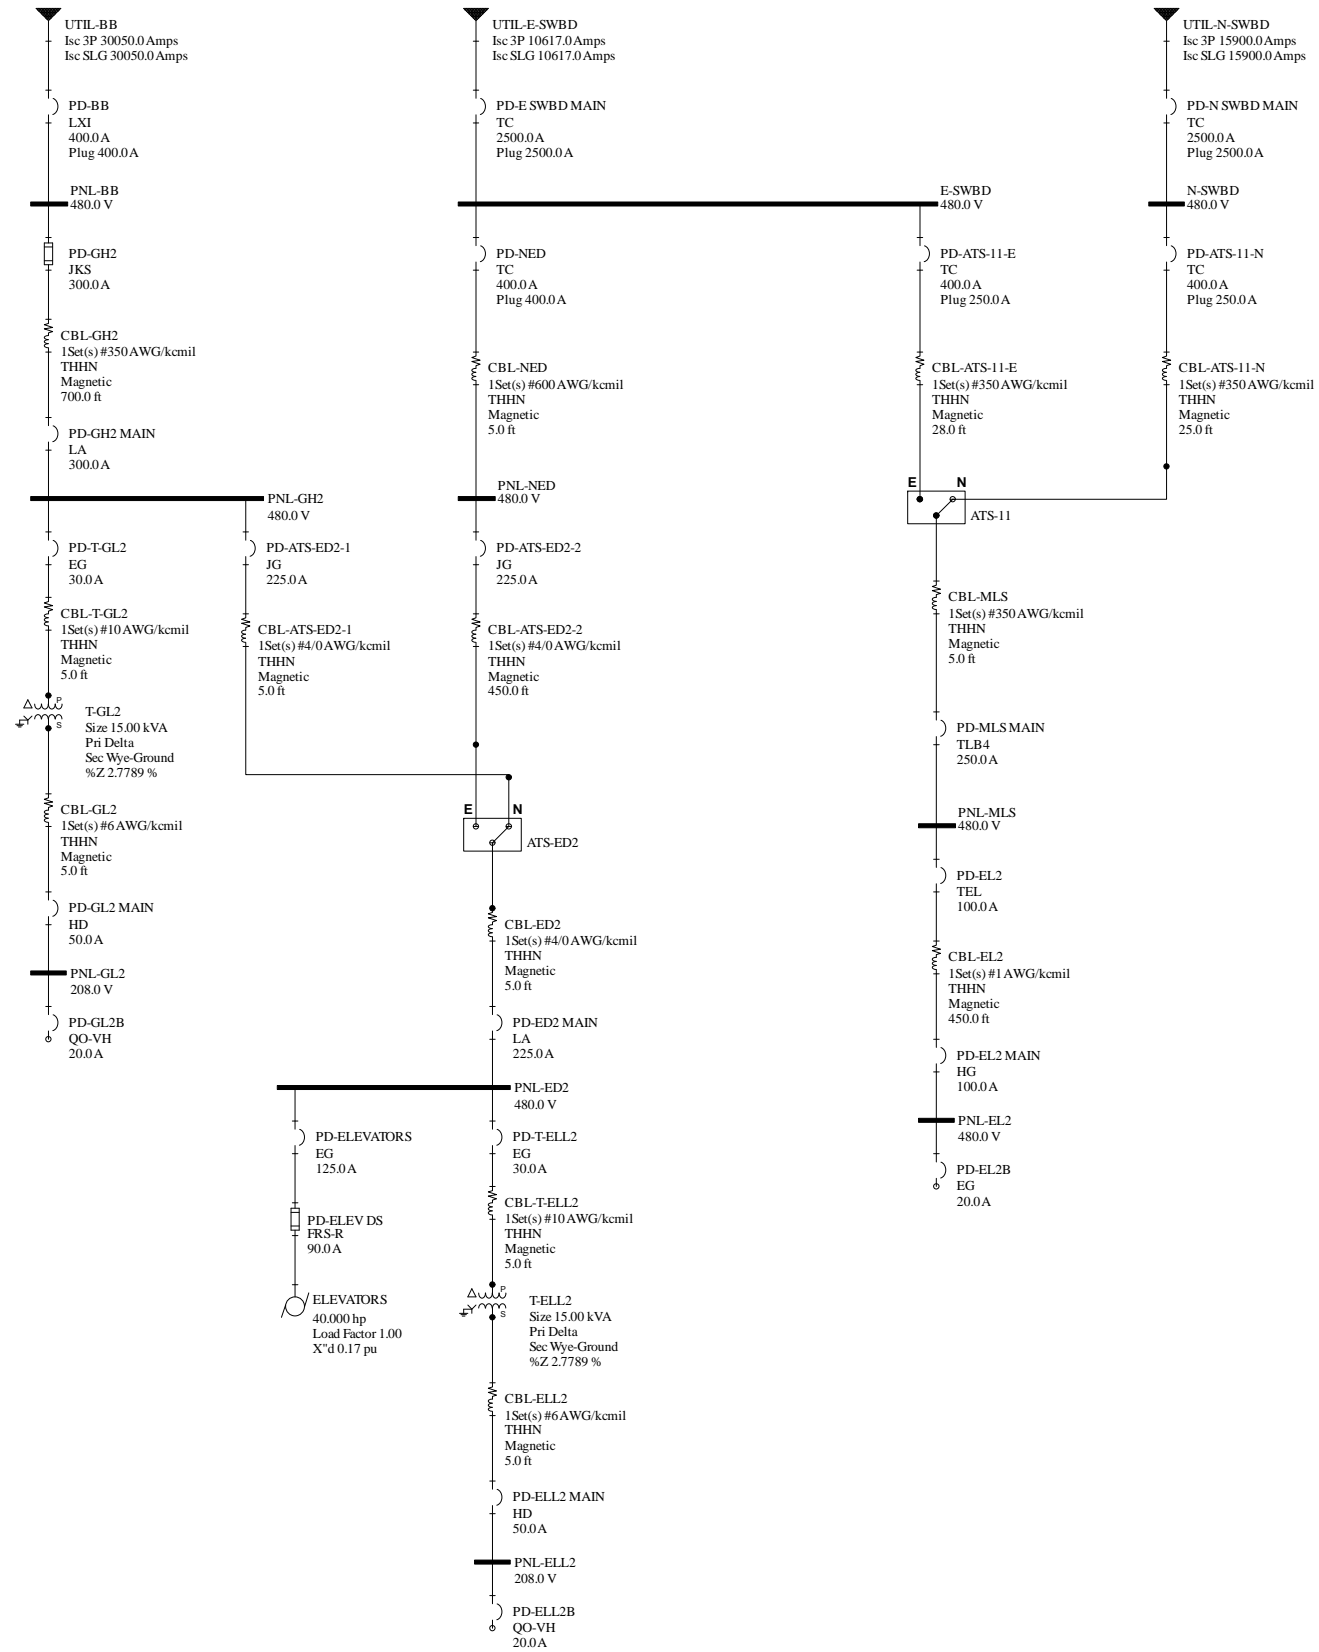 UTIL-BB
Isc 3P 30050.0 Amps
Isc SLG 30050.0 Amps
PD-BB
LXI
400.0 A
Plug 400.0 A
PNL-BB
480.0 V
PD-GH2
JKS
300.0 A
CBL-GH2
1Set(s) #350 AWG/kcmil
THHN
Magnetic
700.0 ft
PD-GH2 MAIN
LA
300.0 A
PNL-GH2
480.0 V
PD-T-GL2
EG
30.0 A
CBL-T-GL2
1Set(s) #10 AWG/kcmil
THHN
Magnetic
5.0 ft
P
S
T-GL2
Size 15.00 kVA
Pri Delta
Sec Wye-Ground
%Z 2.7789 %
CBL-GL2
1Set(s) #6 AWG/kcmil
THHN
Magnetic
5.0 ft
PD-GL2 MAIN
HD
50.0 A
PNL-GL2
208.0 V
PD-GL2B
QO-VH
20.0 A
PD-ATS-ED2-1
JG
225.0 A
CBL-ATS-ED2-1
1Set(s) #4/0 AWG/kcmil
THHN
Magnetic
5.0 ft
UTIL-E-SWBD
Isc 3P 10617.0 Amps
Isc SLG 10617.0 Amps
PD-E SWBD MAIN
TC
2500.0 A
Plug 2500.0 A
E-SWBD
480.0 V
PD-NED
TC
400.0 A
Plug 400.0 A
CBL-NED
1Set(s) #600 AWG/kcmil
THHN
Magnetic
5.0 ft
PNL-NED
480.0 V
PD-ATS-ED2-2
JG
225.0 A
CBL-ATS-ED2-2
1Set(s) #4/0 AWG/kcmil
THHN
Magnetic
450.0 ft
E N
ATS-ED2
CBL-ED2
1Set(s) #4/0 AWG/kcmil
THHN
Magnetic
5.0 ft
PD-ED2 MAIN
LA
225.0 A
PNL-ED2
480.0 V
PD-ELEVATORS
EG
125.0 A
PD-ELEV DS
FRS-R
90.0 A
ELEVATORS
40.000 hp
Load Factor 1.00
X"d 0.17 pu
PD-T-ELL2
EG
30.0 A
CBL-T-ELL2
1Set(s) #10 AWG/kcmil
THHN
Magnetic
5.0 ft
P
S
T-ELL2
Size 15.00 kVA
Pri Delta
Sec Wye-Ground
%Z 2.7789 %
CBL-ELL2
1Set(s) #6 AWG/kcmil
THHN
Magnetic
5.0 ft
PD-ELL2 MAIN
HD
50.0 A
PNL-ELL2
208.0 V
PD-ELL2B
QO-VH
20.0 A
PD-ATS-11-E
TC
400.0 A
Plug 250.0 A
CBL-ATS-11-E
1Set(s) #350 AWG/kcmil
THHN
Magnetic
28.0 ft
UTIL-N-SWBD
Isc 3P 15900.0 Amps
Isc SLG 15900.0 Amps
PD-N SWBD MAIN
TC
2500.0 A
Plug 2500.0 A
N-SWBD
480.0 V
PD-ATS-11-N
TC
400.0 A
Plug 250.0 A
CBL-ATS-11-N
1Set(s) #350 AWG/kcmil
THHN
Magnetic
25.0 ft
E N
ATS-11
CBL-MLS
1Set(s) #350 AWG/kcmil
THHN
Magnetic
5.0 ft
PD-MLS MAIN
TLB4
250.0 A
PNL-MLS
480.0 V
PD-EL2
TEL
100.0 A
CBL-EL2
1Set(s) #1 AWG/kcmil
THHN
Magnetic
450.0 ft
PD-EL2 MAIN
HG
100.0 A
PNL-EL2
480.0 V
PD-EL2B
EG
20.0 A